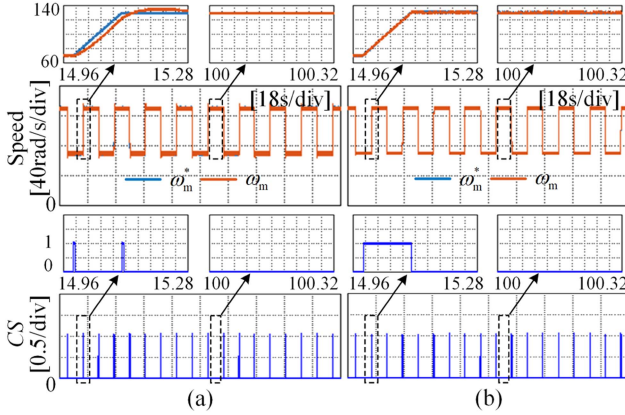 140
60
14.96 15.28 100 100.32 14.96 15.28 100 100.32
[18s/div] [18s/div]
Speed
[40rad/s/div]
ω*m ωm ω*m ωm
0
1
0
14.96 15.28 100 100.32 14.96 15.28 100 100.32
CS
[0.5/div]
0
(a) (b)